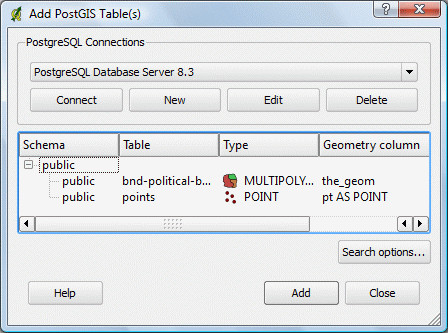 Add PostGIS Table(s)
PostgreSQL Connections
PostgreSQL Database Server 8.3
Connect New Edit Delete
Schema Table Type Geometry column
public
public bnd-political-b... MULTIPOLY... the_geom
public points POINT pt AS POINT
Search options...
Help Add Close